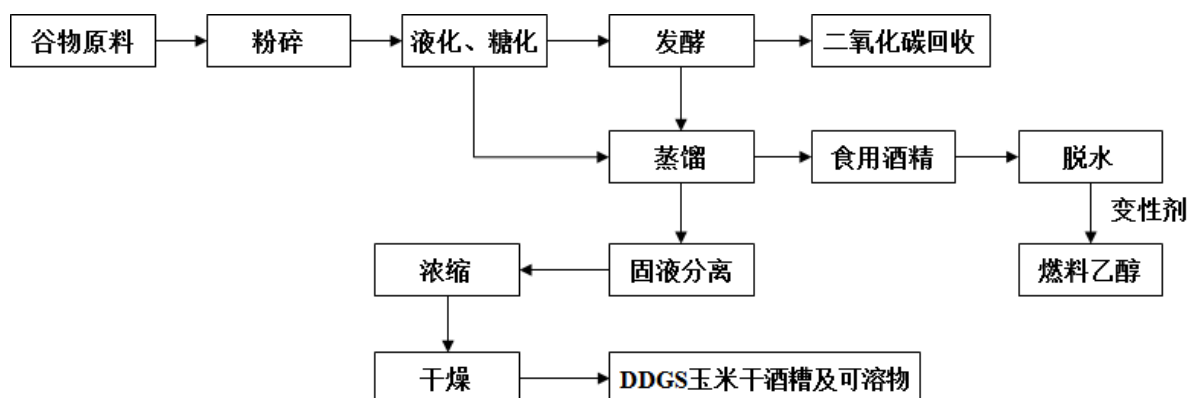 谷物原料
粉碎
液化、糖化
发酵
二氧化碳回收
蒸馏
食用酒精
脱水
变性剂
浓缩
固液分离
燃料乙醇
干燥
DDGS玉米干酒糟及可溶物